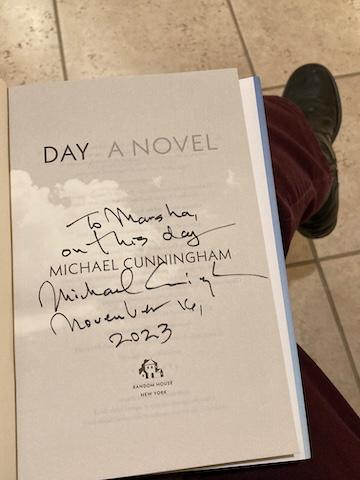 DAY A NOVEL
To Marsha,
on this day
MICHAEL CUNNINGHAM
Michael Cunningham
November 16,
2023
RANDOM HOUSE
NEW YORK